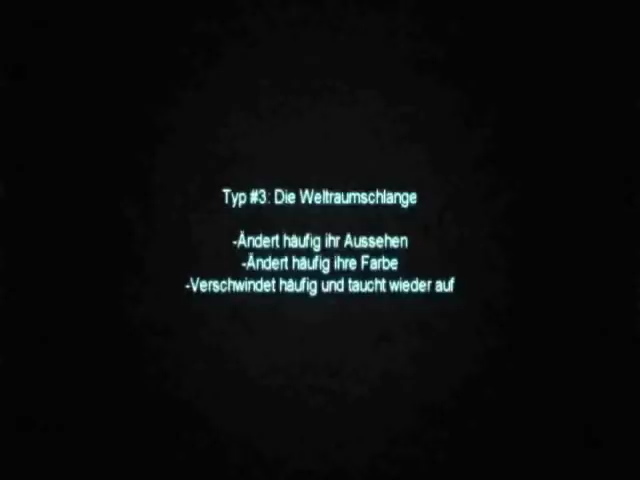 Typ #3: Die Weltraumschlange
-Ändert häufig ihr Aussehen
-Ändert häufig ihre Farbe
-Verschwindet häufig und taucht wieder auf